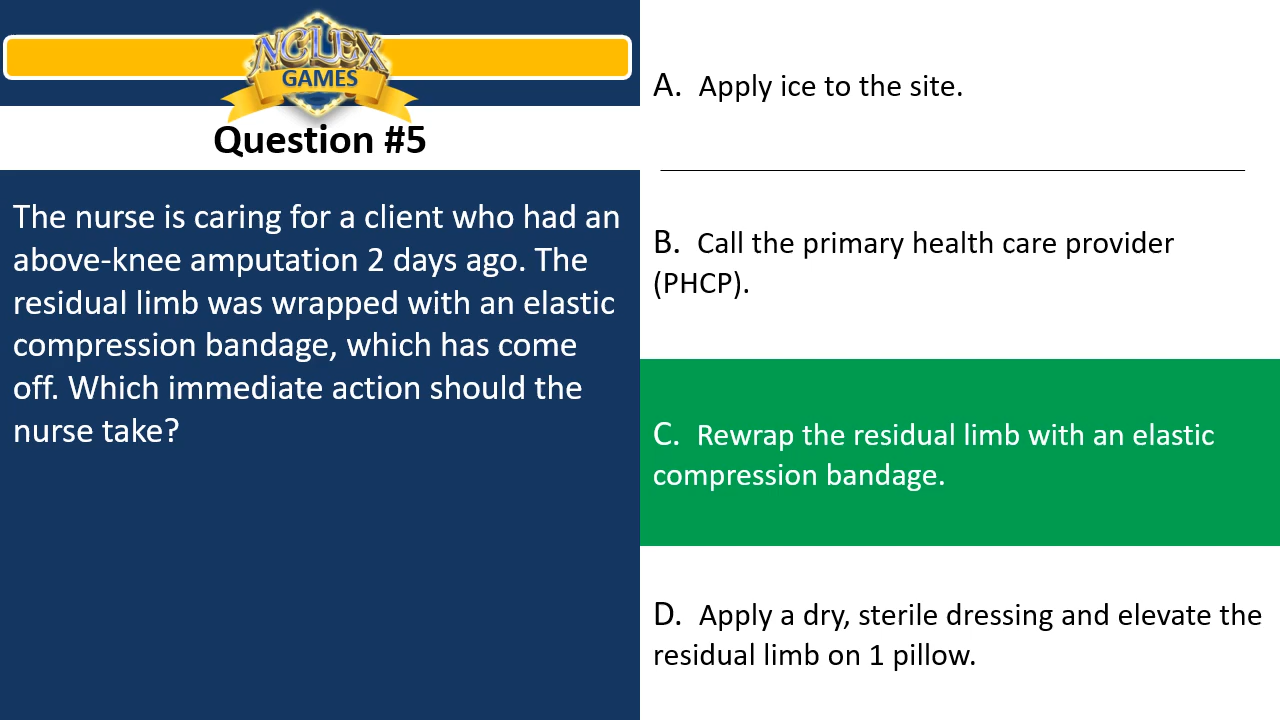 NCLEX
GAMES
Question #5
The nurse is caring for a client who had an
above-knee amputation 2 days ago. The
residual limb was wrapped with an elastic
compression bandage, which has come
off. Which immediate action should the
nurse take?
A. Apply ice to the site.
B. Call the primary health care provider
(PHCP).
C. Rewrap the residual limb with an elastic
compression bandage.
D. Apply a dry, sterile dressing and elevate the
residual limb on 1 pillow.